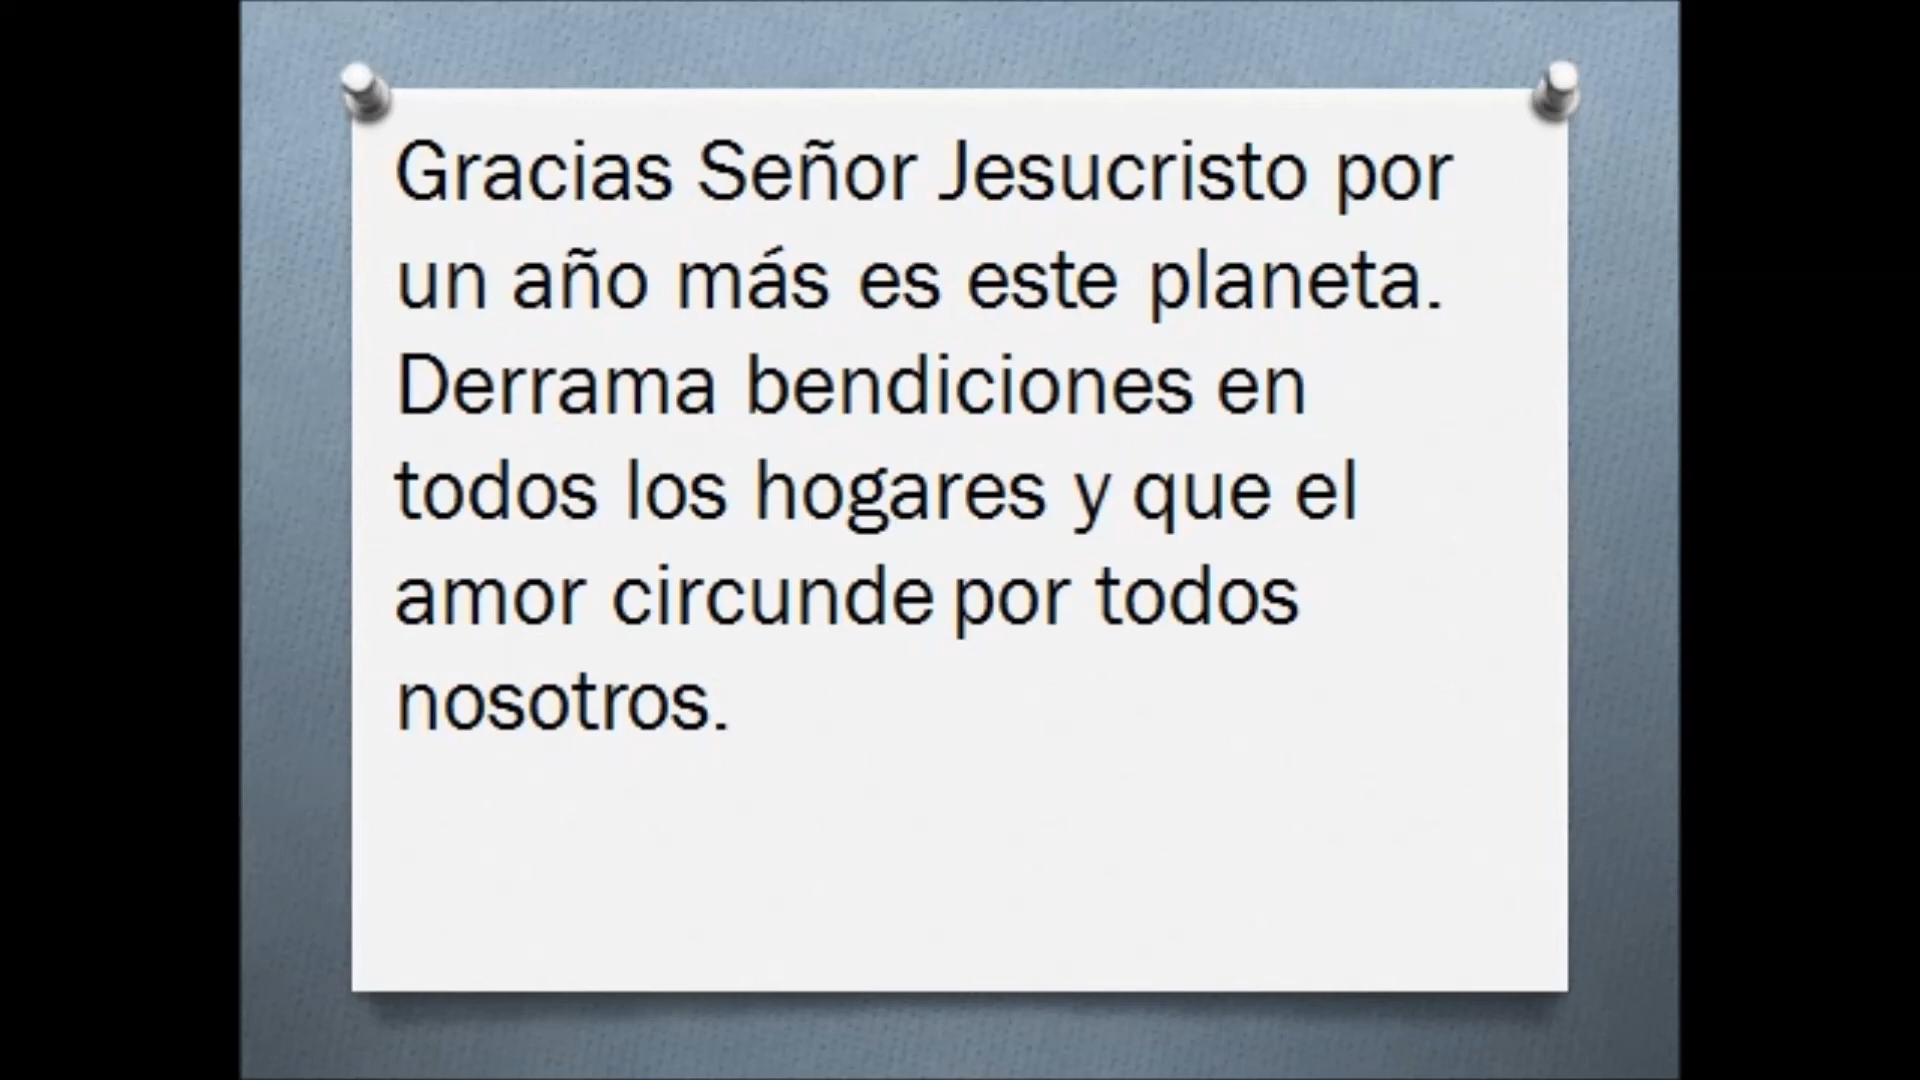 Gracias Señor Jesucristo por
un año más es este planeta.
Derrama bendiciones en
todos los hogares y que el
amor circunde por todos
nosotros.